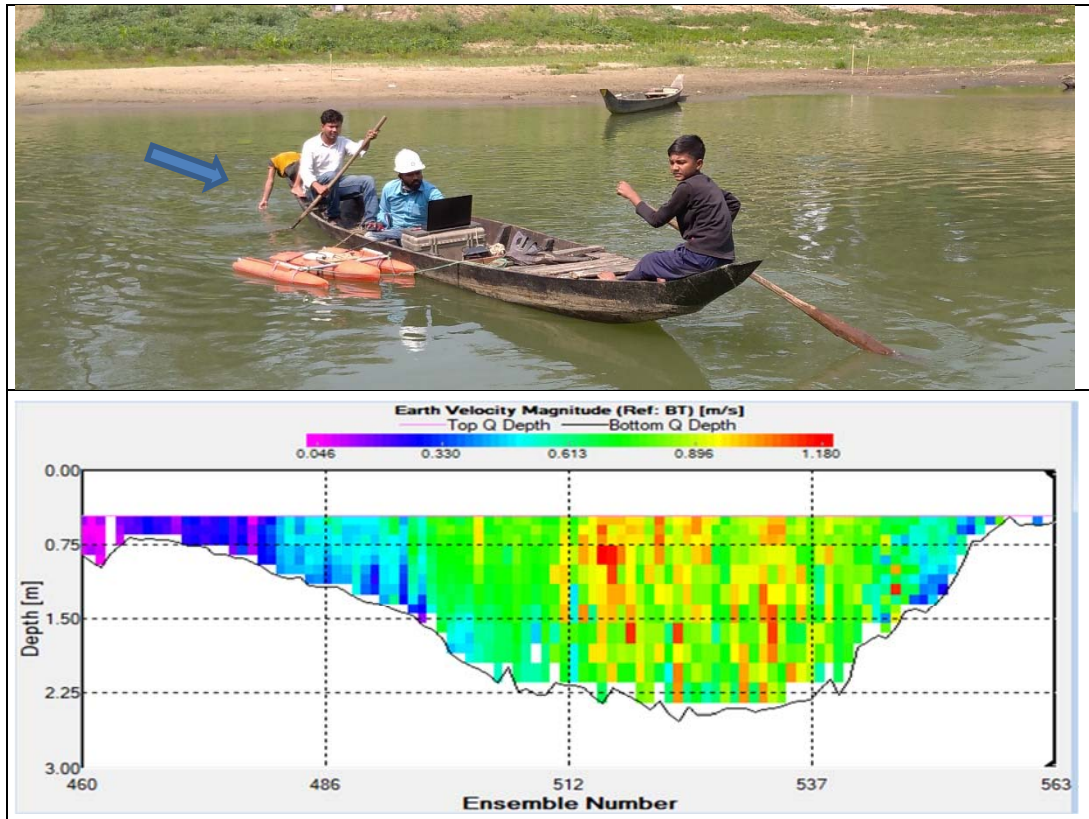 Earth Velocity Magnitude (Ref: BT) [m/s]
Top Q Depth Bottom Q Depth
0.046 0.330 0.613 0.896 1.180
0.00
0.75
1.50
2.25
3.00
Depth [m]
460 486 512 537 563
Ensemble Number